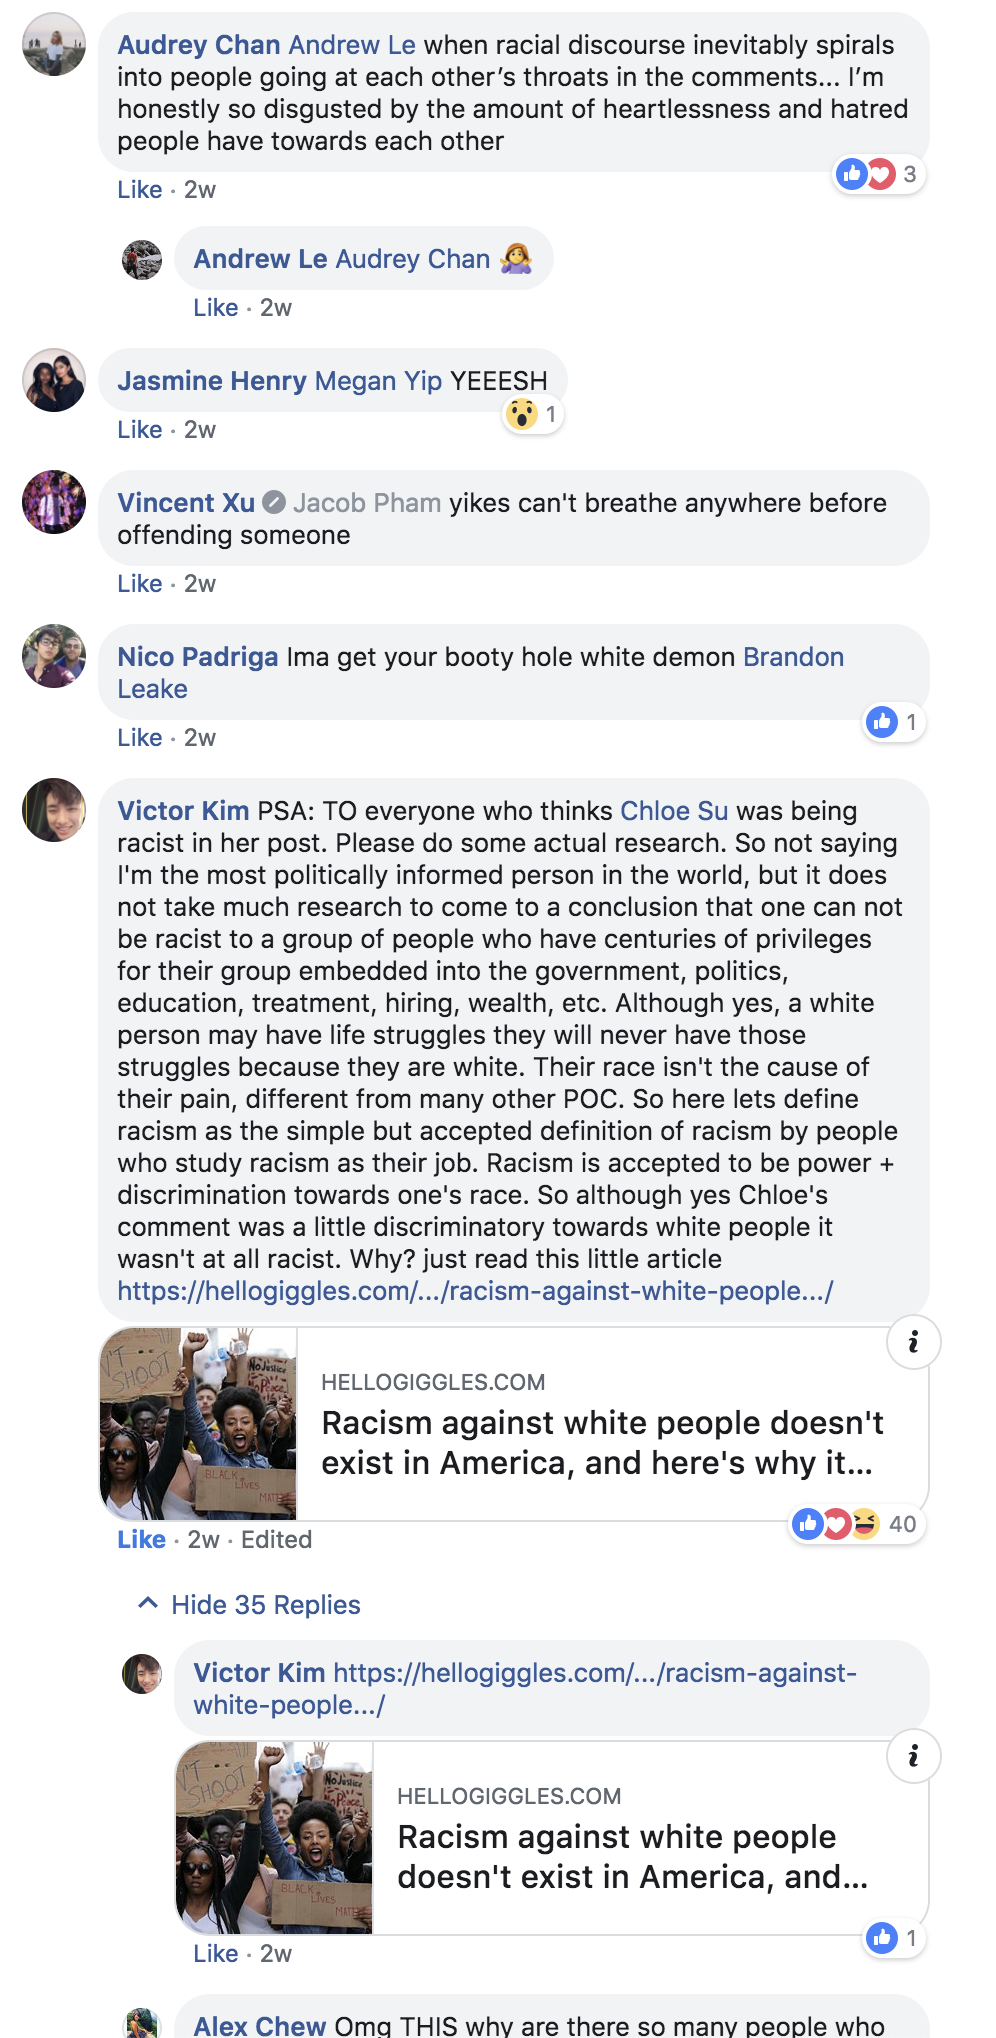 Audrey Chan Andrew Le when racial discourse inevitably spirals
into people going at each other's throats in the comments... I'm
honestly so disgusted by the amount of heartlessness and hatred
people have towards each other
3
Like · 2w
Andrew Le Audrey Chan 🤷‍♀️
Like · 2w
Jasmine Henry Megan Yip YEEESH
1
Like · 2w
Vincent Xu Jacob Pham yikes can't breathe anywhere before
offending someone
Like · 2w
Nico Padriga Ima get your booty hole white demon Brandon
Leake
1
Like · 2w
Victor Kim PSA: TO everyone who thinks Chloe Su was being
racist in her post. Please do some actual research. So not saying
I'm the most politically informed person in the world, but it does
not take much research to come to a conclusion that one can not
be racist to a group of people who have centuries of privileges
for their group embedded into the government, politics,
education, treatment, hiring, wealth, etc. Although yes, a white
person may have life struggles they will never have those
struggles because they are white. Their race isn't the cause of
their pain, different from many other POC. So here lets define
racism as the simple but accepted definition of racism by people
who study racism as their job. Racism is accepted to be power +
discrimination towards one's race. So although yes Chloe's
comment was a little discriminatory towards white people it
wasn't at all racist. Why? just read this little article
https://hellogiggles.com/.../racism-against-white-people.../
'T
SHOOT
No Justice
No Peace
BLACK
LIVES
MATT
HELLOGIGGLES.COM
Racism against white people doesn't
exist in America, and here's why it...
40
Like · 2w · Edited
Hide 35 Replies
Victor Kim https://hellogiggles.com/.../racism-against-
white-people.../
'T
SHOOT
No Justice
No Peace
BLACK
LIVES
MATT
HELLOGIGGLES.COM
Racism against white people
doesn't exist in America, and...
1
Like · 2w
Alex Chew Omg THIS why are there so many people who